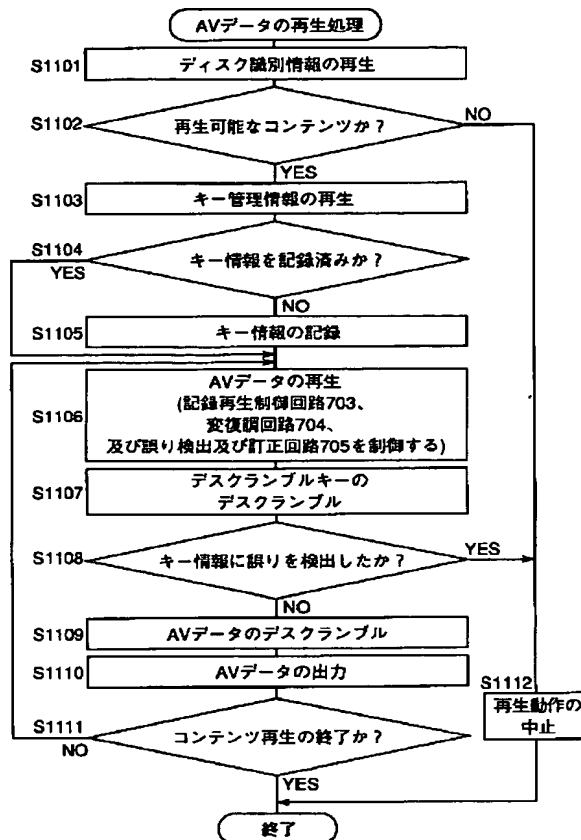 AVデータの再生処理
S1101
ディスク識別情報の再生
S1102
再生可能なコンテンツか?
NO
YES
S1103
キー管理情報の再生
S1104
キー情報を記録済みか?
YES
NO
S1105
キー情報の記録
S1106
AVデータの再生
(記録再生制御回路703、
変復調回路704、
及び誤り検出及び訂正回路705を制御する)
S1107
デスクランブルキーの
デスクランブル
S1108
キー情報に誤りを検出したか?
YES
NO
S1109
AVデータのデスクランブル
S1110
AVデータの出力
S1112
再生動作の
中止
S1111
コンテンツ再生の終了か?
NO
YES
終了